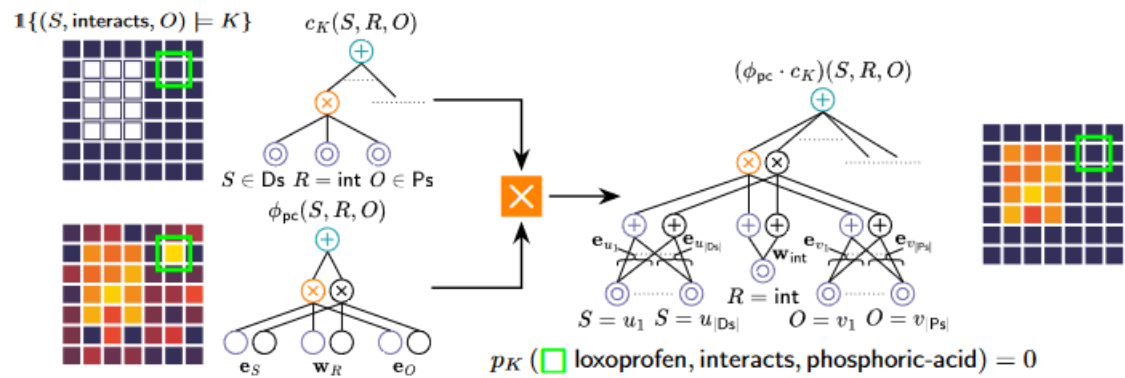 𝟙{(S, interacts, O) ⊨ K}
c_K(S, R, O)
S ∈ Ds R = int O ∈ Ps
ϕ_pc(S, R, O)
e_S w_R e_O
(ϕ_pc · c_K)(S, R, O)
e_{u_1} e_{u_{|Ds|}} w_int e_{v_1} e_{v_{|Ps|}}
R = int
S = u_1 S = u_{|Ds|} O = v_1 O = v_{|Ps|}
p_K (□ loxoprofen, interacts, phosphoric-acid) = 0